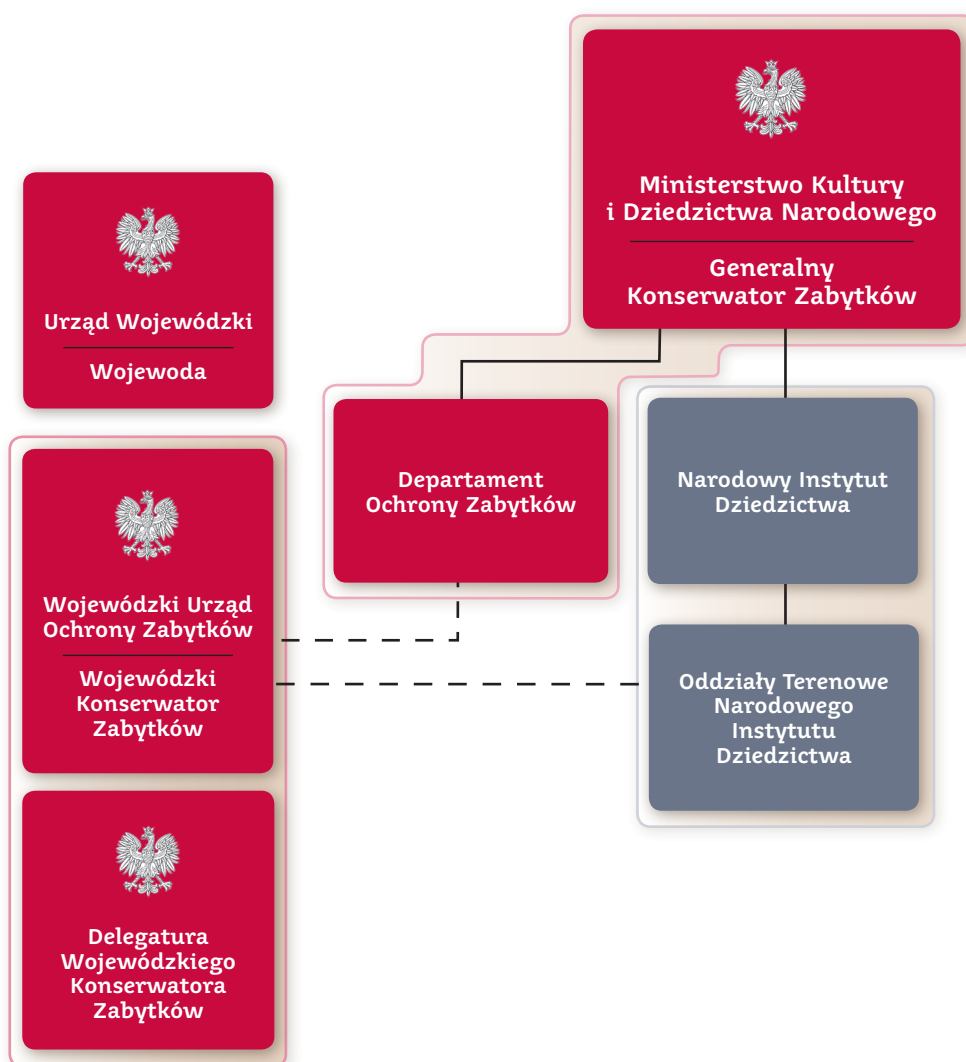 Ministerstwo Kultury
i Dziedzictwa Narodowego
Generalny
Konserwator Zabytków
Urząd Wojewódzki
Wojewoda
Departament
Ochrony Zabytków
Narodowy Instytut
Dziedzictwa
Wojewódzki Urząd
Ochrony Zabytków
Wojewódzki
Konserwator
Zabytków
Oddziały Terenowe
Narodowego
Instytutu
Dziedzictwa
Delegatura
Wojewódzkiego
Konserwatora
Zabytków